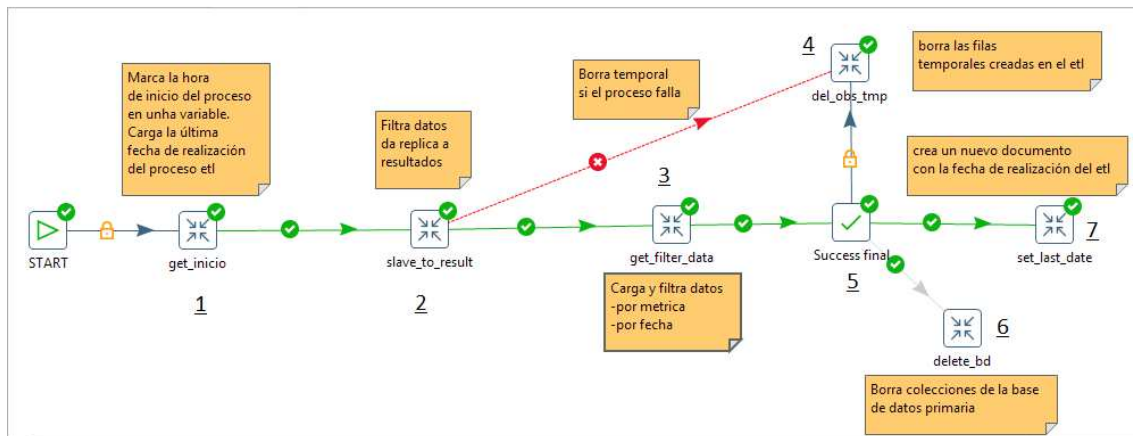 Marca la hora
de inicio del proceso
en unha variable.
Carga la última
fecha de realización
del proceso etl
START
get_inicio
1
Filtra datos
da replica a
resultados
slave_to_result
2
Borra temporal
si el proceso falla
3
get_filter_data
Carga y filtra datos
-por metrica
-por fecha
4
del_obs_tmp
borra las filas
temporales creadas en el etl
Success final
5
crea un nuevo documento
con la fecha de realización del etl
7
set_last_date
6
delete_bd
Borra colecciones de la base
de datos primaria